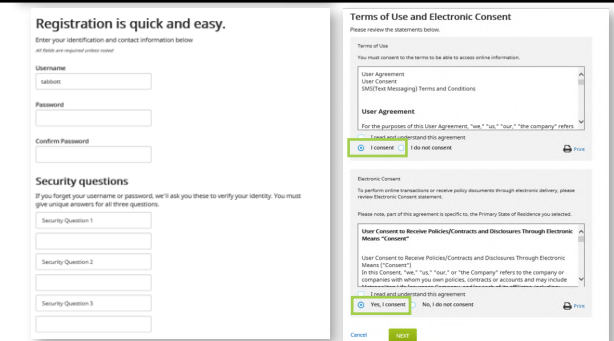 Registration is quick and easy.
Enter your identification and contact information below
All fields are required unless noted
Username
tabbott
Password
Confirm Password
Security questions
If you forget your username or password, we'll ask you these to verify your identity. You must
give unique answers for all three questions.
Security Question 1
Security Question 2
Security Question 3
Terms of Use and Electronic Consent
Please review the statements below.
Terms of Use
You must consent to the terms to be able to access online information.
User Agreement
User Consent
SMS(Text Messaging) Terms and Conditions
User Agreement
For the purposes of this User Agreement, "we," "us," "our," "the company" refers
I read and understand this agreement
I consent
I do not consent
Print
Electronic Consent
To perform online transactions or receive policy documents through electronic delivery, please
review Electronic Consent statement.
Please note, part of this agreement is specific to, the Primary State of Residence you selected.
User Consent to Receive Policies/Contracts and Disclosures Through Electronic
Means "Consent"
User Consent to Receive Policies/Contracts and Disclosures Through Electronic
Means ("Consent")
In this Consent, "we," "us," "our," or "the Company" refers to the company or
companies with whom you own policies, contracts or accounts and may include
I read and understand this agreement
Yes, I consent
No, I do not consent
Print
Cancel
NEXT